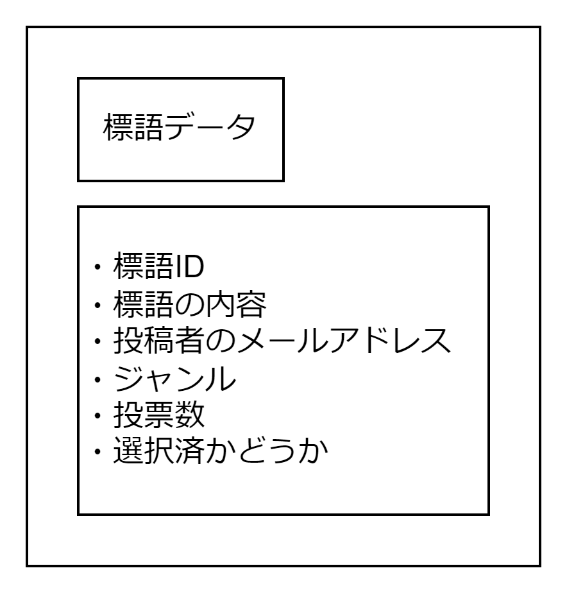 標語データ
・標語ID
・標語の内容
・投稿者のメールアドレス
・ジャンル
・投票数
・選択済かどうか